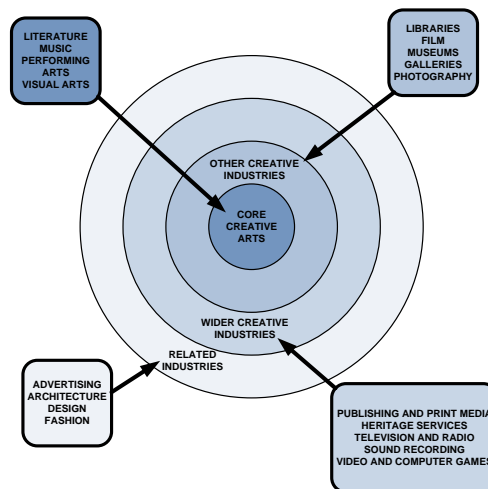 LITERATURE
MUSIC
PERFORMING
ARTS
VISUAL ARTS
LIBRARIES
FILM
MUSEUMS
GALLERIES
PHOTOGRAPHY
OTHER CREATIVE
INDUSTRIES
CORE
CREATIVE
ARTS
WIDER CREATIVE
INDUSTRIES
RELATED
INDUSTRIES
ADVERTISING
ARCHITECTURE
DESIGN
FASHION
PUBLISHING AND PRINT MEDIA
HERITAGE SERVICES
TELEVISION AND RADIO
SOUND RECORDING
VIDEO AND COMPUTER GAMES